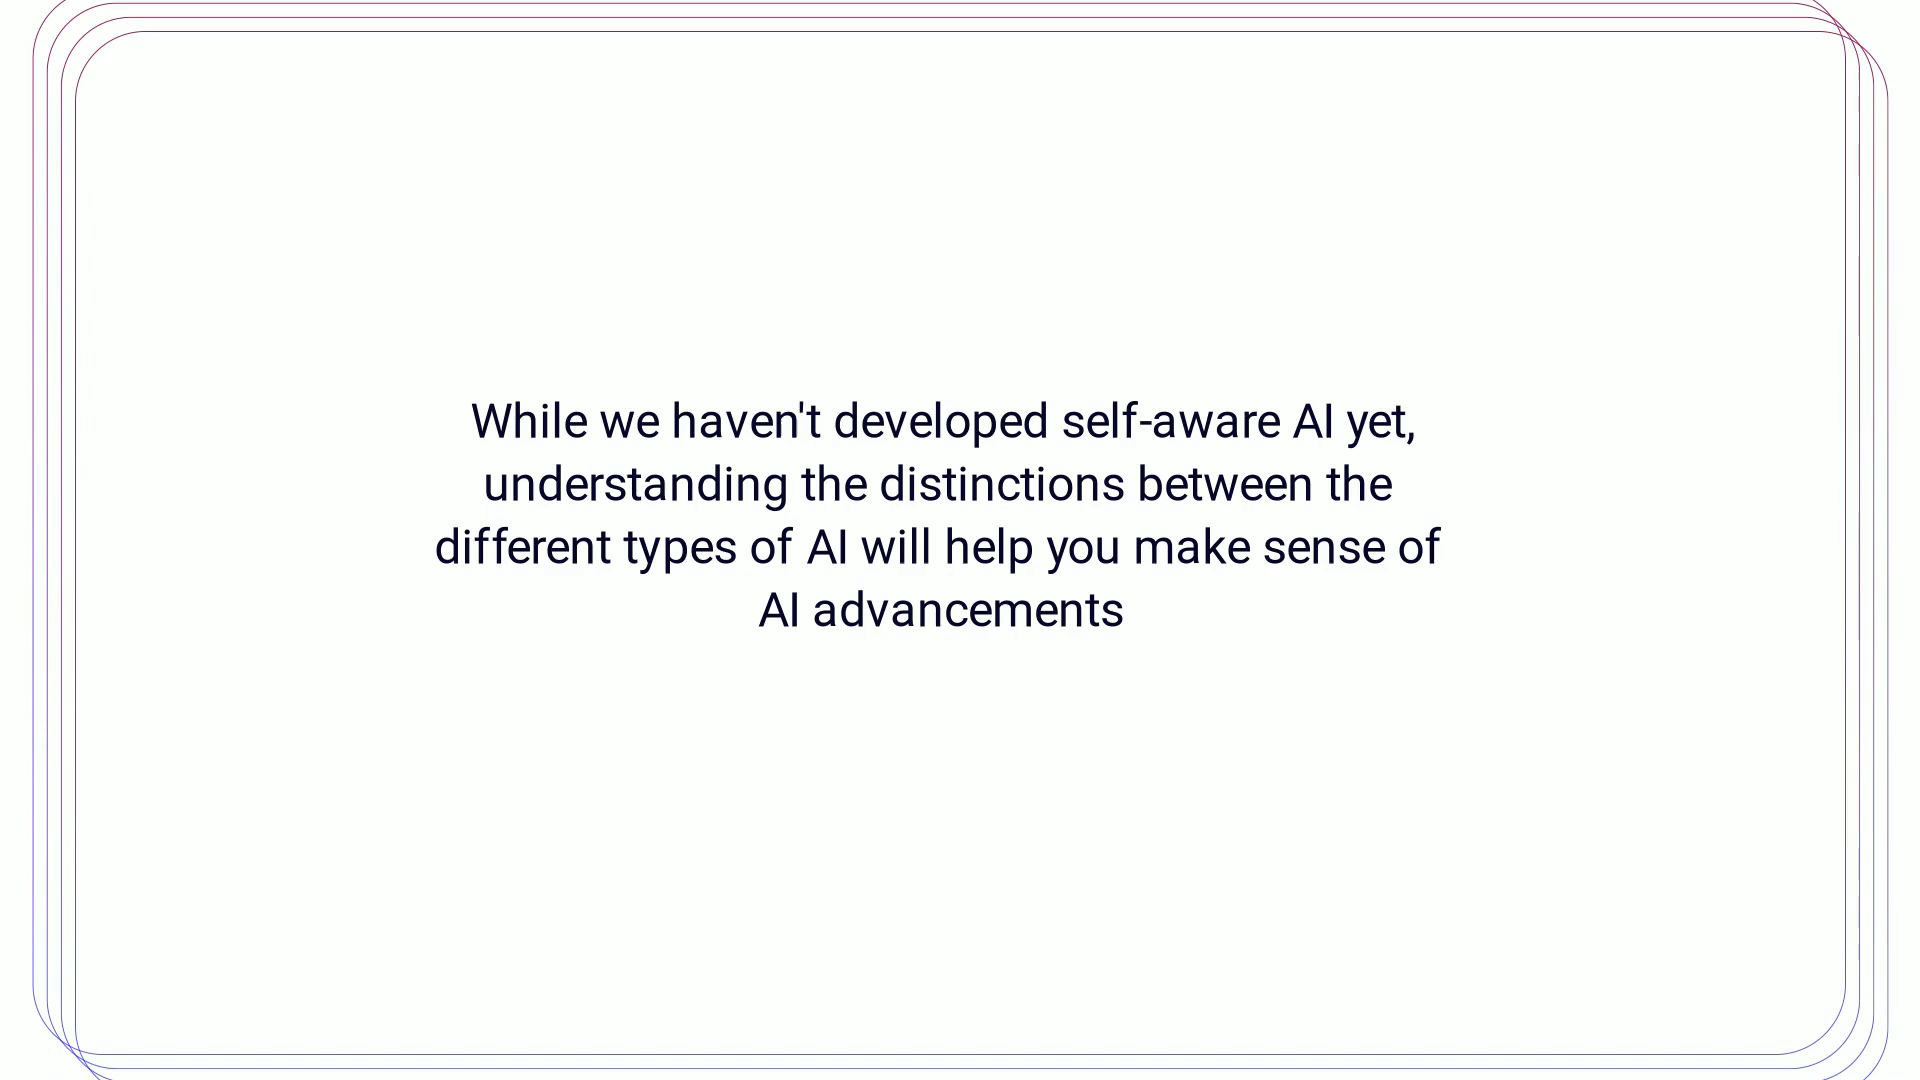 While we haven't developed self-aware AI yet,
understanding the distinctions between the
different types of AI will help you make sense of
AI advancements